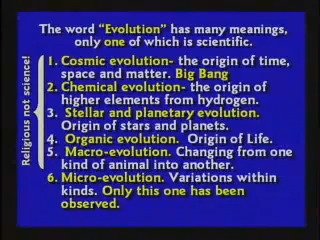 The word “Evolution” has many meanings,
only one of which is scientific.
Religious not science!
1. Cosmic evolution- the origin of time,
space and matter. Big Bang
2. Chemical evolution- the origin of
higher elements from hydrogen.
3. Stellar and planetary evolution.
Origin of stars and planets.
4. Organic evolution. Origin of Life.
5. Macro-evolution. Changing from one
kind of animal into another.
6. Micro-evolution. Variations within
kinds. Only this one has been
observed.